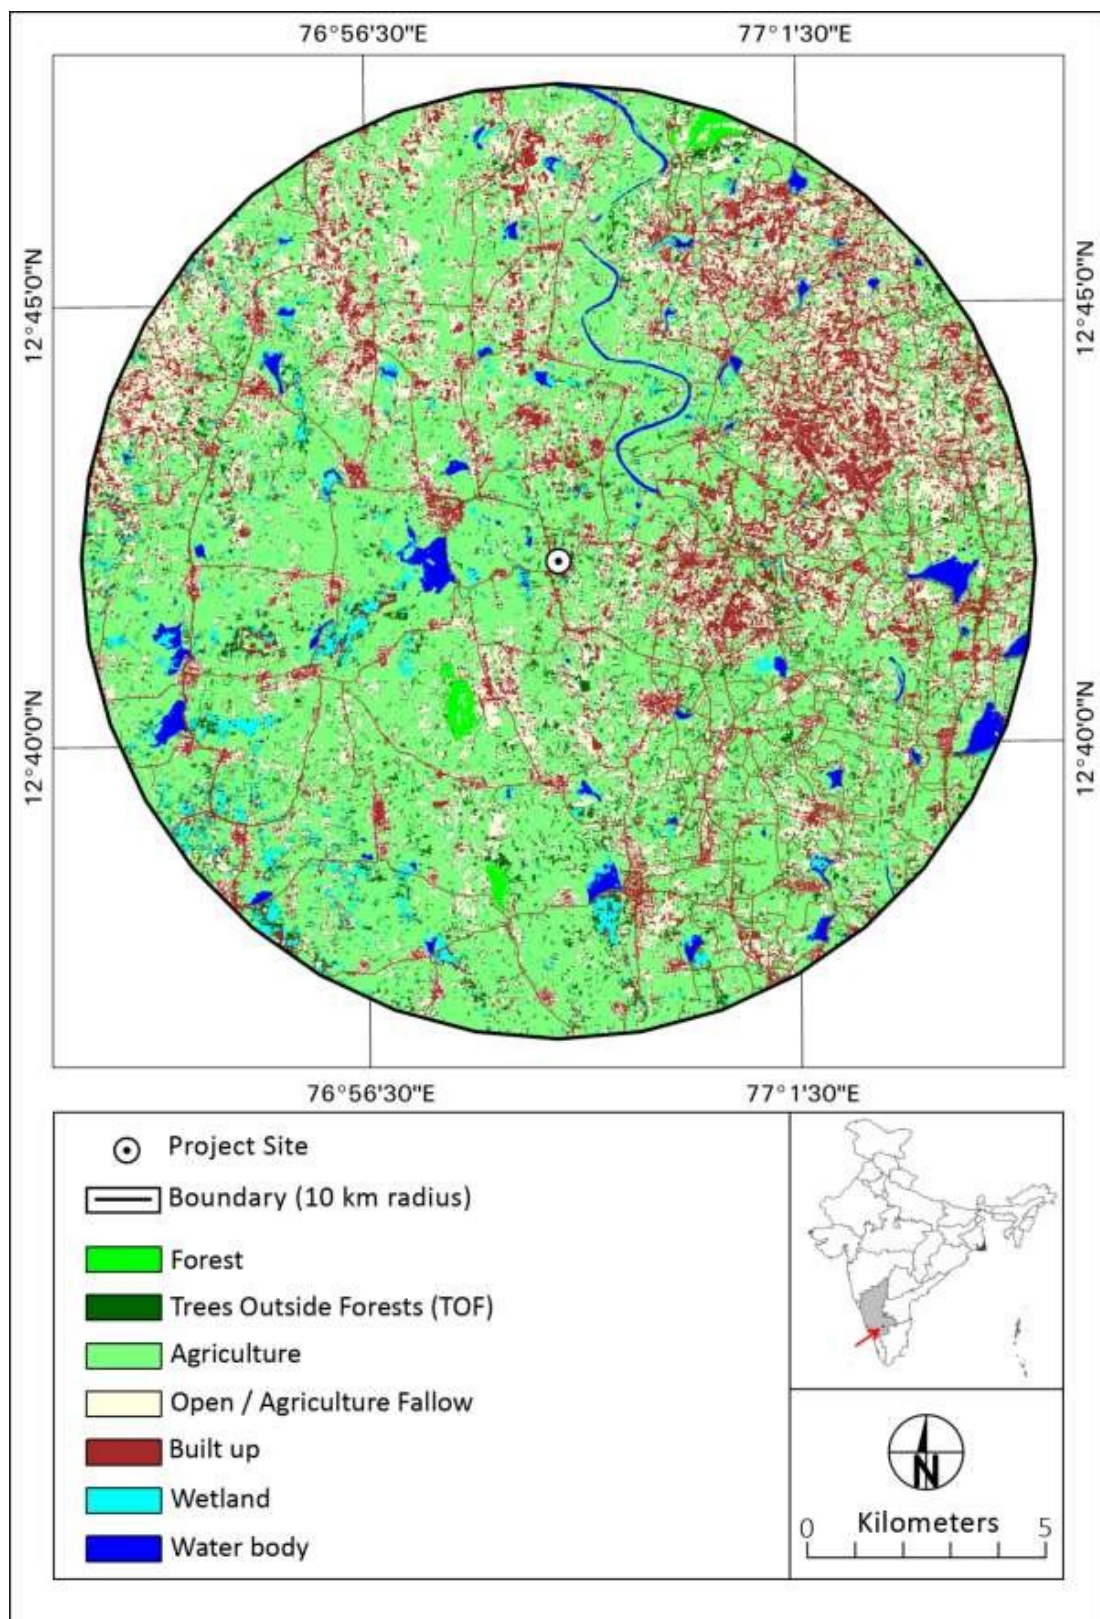 76°56'30"E 77°1'30"E
12°45'0"N 12°45'0"N
12°40'0"N 12°40'0"N
76°56'30"E 77°1'30"E
Project Site
Boundary (10 km radius)
Forest
Trees Outside Forests (TOF)
Agriculture
Open / Agriculture Fallow
Built up
Wetland
Water body
N
Kilometers
0 5